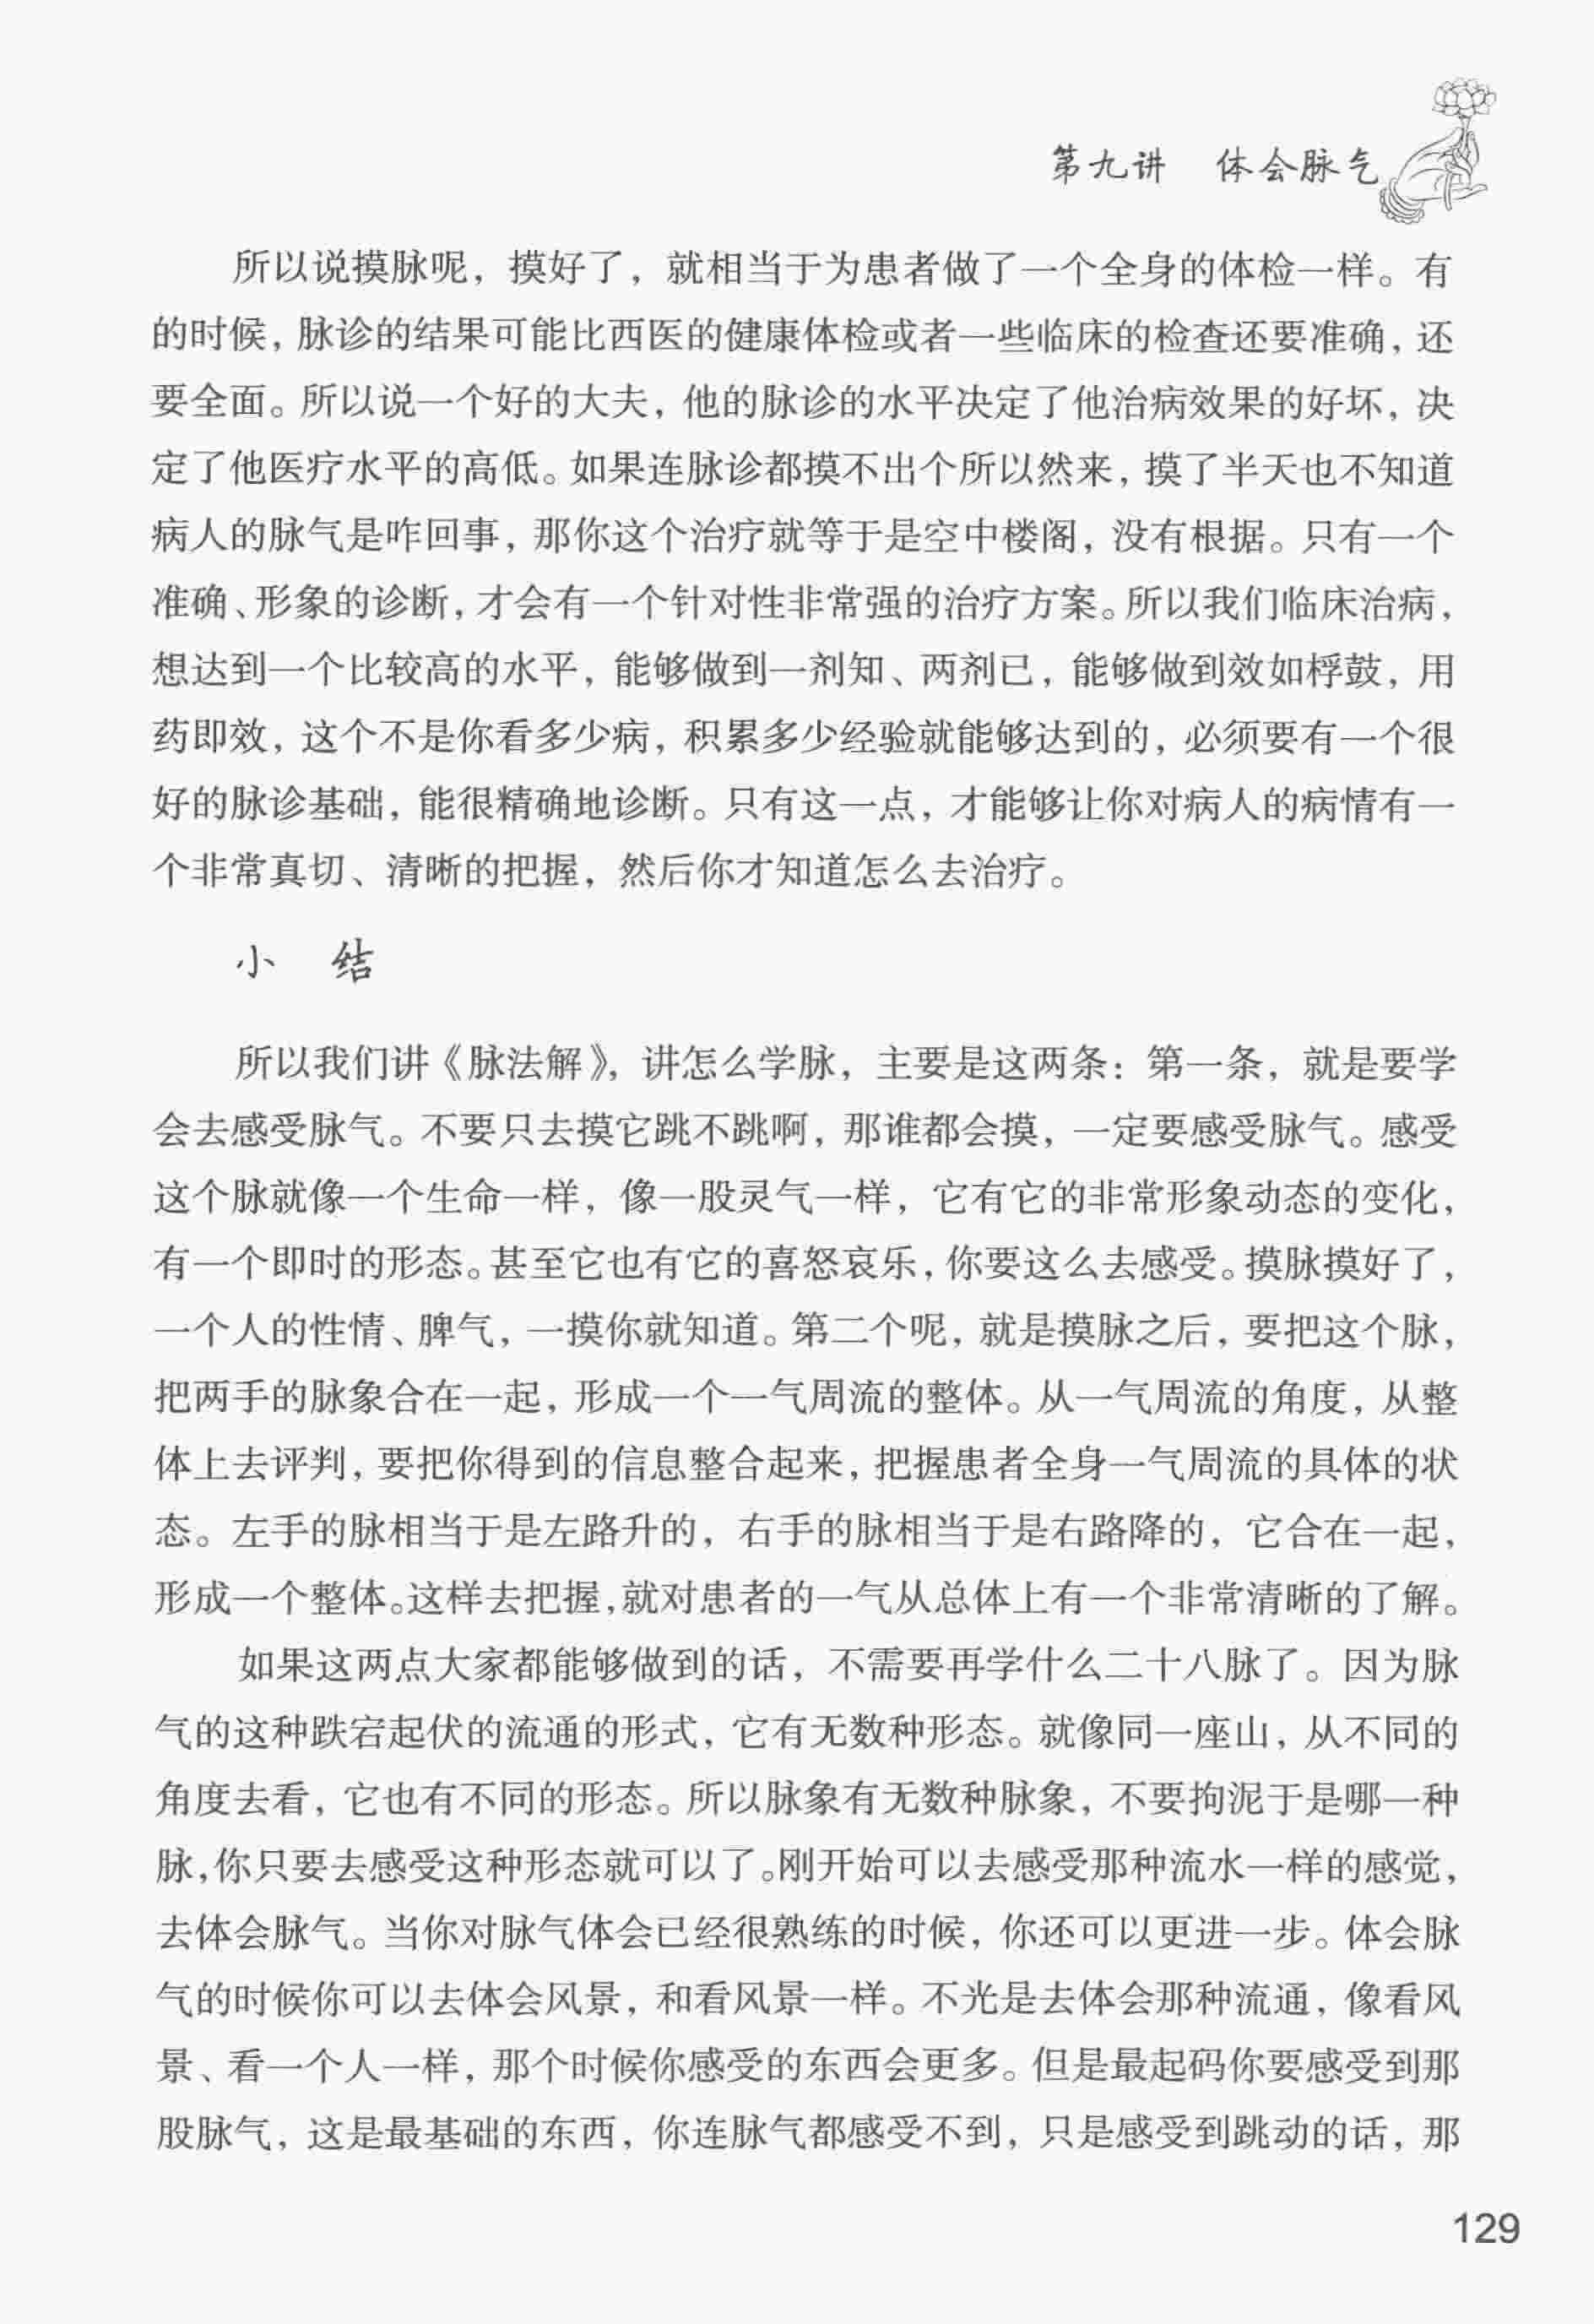 第九讲 体会脉气
所以说摸脉呢，摸好了，就相当于为患者做了一个全身的体检一样。有
的时候，脉诊的结果可能比西医的健康体检或者一些临床的检查还要准确，还
要全面。所以说一个好的大夫，他的脉诊的水平决定了他治病效果的好坏，决
定了他医疗水平的高低。如果连脉诊都摸不出个所以然来，摸了半天也不知道
病人的脉气是咋回事，那你这个治疗就等于是空中楼阁，没有根据。只有一个
准确、形象的诊断，才会有一个针对性非常强的治疗方案。所以我们临床治病，
想达到一个比较高的水平，能够做到一剂知、两剂已，能够做到效如桴鼓，用
药即效，这个不是你看多少病，积累多少经验就能够达到的，必须要有一个很
好的脉诊基础，能很精确地诊断。只有这一点，才能够让你对病人的病情有一
个非常真切、清晰的把握，然后你才知道怎么去治疗。
小 结
所以我们讲《脉法解》，讲怎么学脉，主要是这两条：第一条，就是要学
会去感受脉气。不要只去摸它跳不跳啊，那谁都会摸，一定要感受脉气。感受
这个脉就像一个生命一样，像一股灵气一样，它有它的非常形象动态的变化，
有一个即时的形态。甚至它也有它的喜怒哀乐，你要这么去感受。摸脉摸好了，
一个人的性情、脾气，一摸你就知道。第二个呢，就是摸脉之后，要把这个脉，
把两手的脉象合在一起，形成一个一气周流的整体。从一气周流的角度，从整
体上去评判，要把你得到的信息整合起来，把握患者全身一气周流的具体的状
态。左手的脉相当于是左路升的，右手的脉相当于是右路降的，它合在一起，
形成一个整体。这样去把握，就对患者的一气从总体上有一个非常清晰的了解。
如果这两点大家都能够做到的话，不需要再学什么二十八脉了。因为脉
气的这种跌宕起伏的流通的形式，它有无数种形态。就像同一座山，从不同的
角度去看，它也有不同的形态。所以脉象有无数种脉象，不要拘泥于是哪一种
脉，你只要去感受这种形态就可以了。刚开始可以去感受那种流水一样的感觉，
去体会脉气。当你对脉气体会已经很熟练的时候，你还可以更进一步。体会脉
气的时候你可以去体会风景，和看风景一样。不光是去体会那种流通，像看风
景、看一个人一样，那个时候你感受的东西会更多。但是最起码你要感受到那
股脉气，这是最基础的东西，你连脉气都感受不到，只是感受到跳动的话，那
129